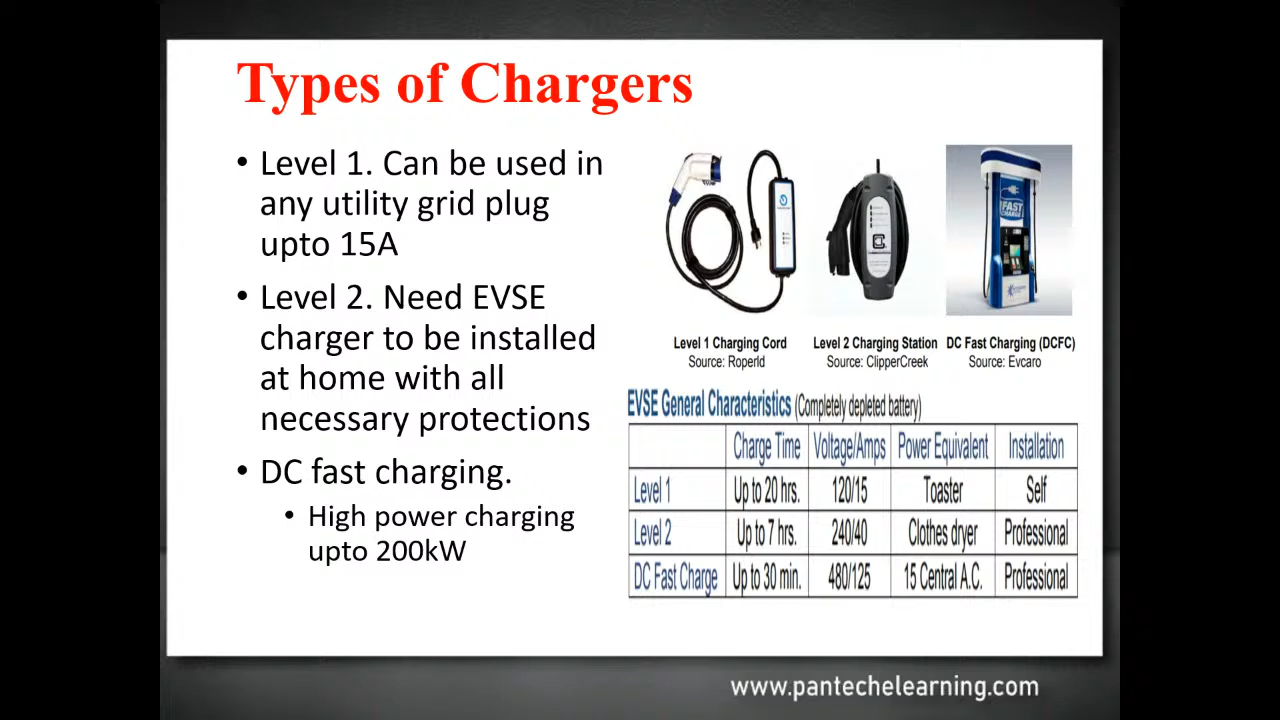 Types of Chargers
• Level 1. Can be used in
any utility grid plug
upto 15A
• Level 2. Need EVSE
charger to be installed
at home with all
necessary protections
• DC fast charging.
• High power charging
upto 200kW
FAST
CHARGE
Level 1 Charging Cord
Source: Roperld
Level 2 Charging Station
Source: ClipperCreek
DC Fast Charging (DCFC)
Source: Evcaro
EVSE General Characteristics (Completely depleted battery)
Charge Time Voltage/Amps Power Equivalent Installation
Level 1 Up to 20 hrs. 120/15 Toaster Self
Level 2 Up to 7 hrs. 240/40 Clothes dryer Professional
DC Fast Charge Up to 30 min. 480/125 15 Central A.C. Professional
www.pantechelearning.com